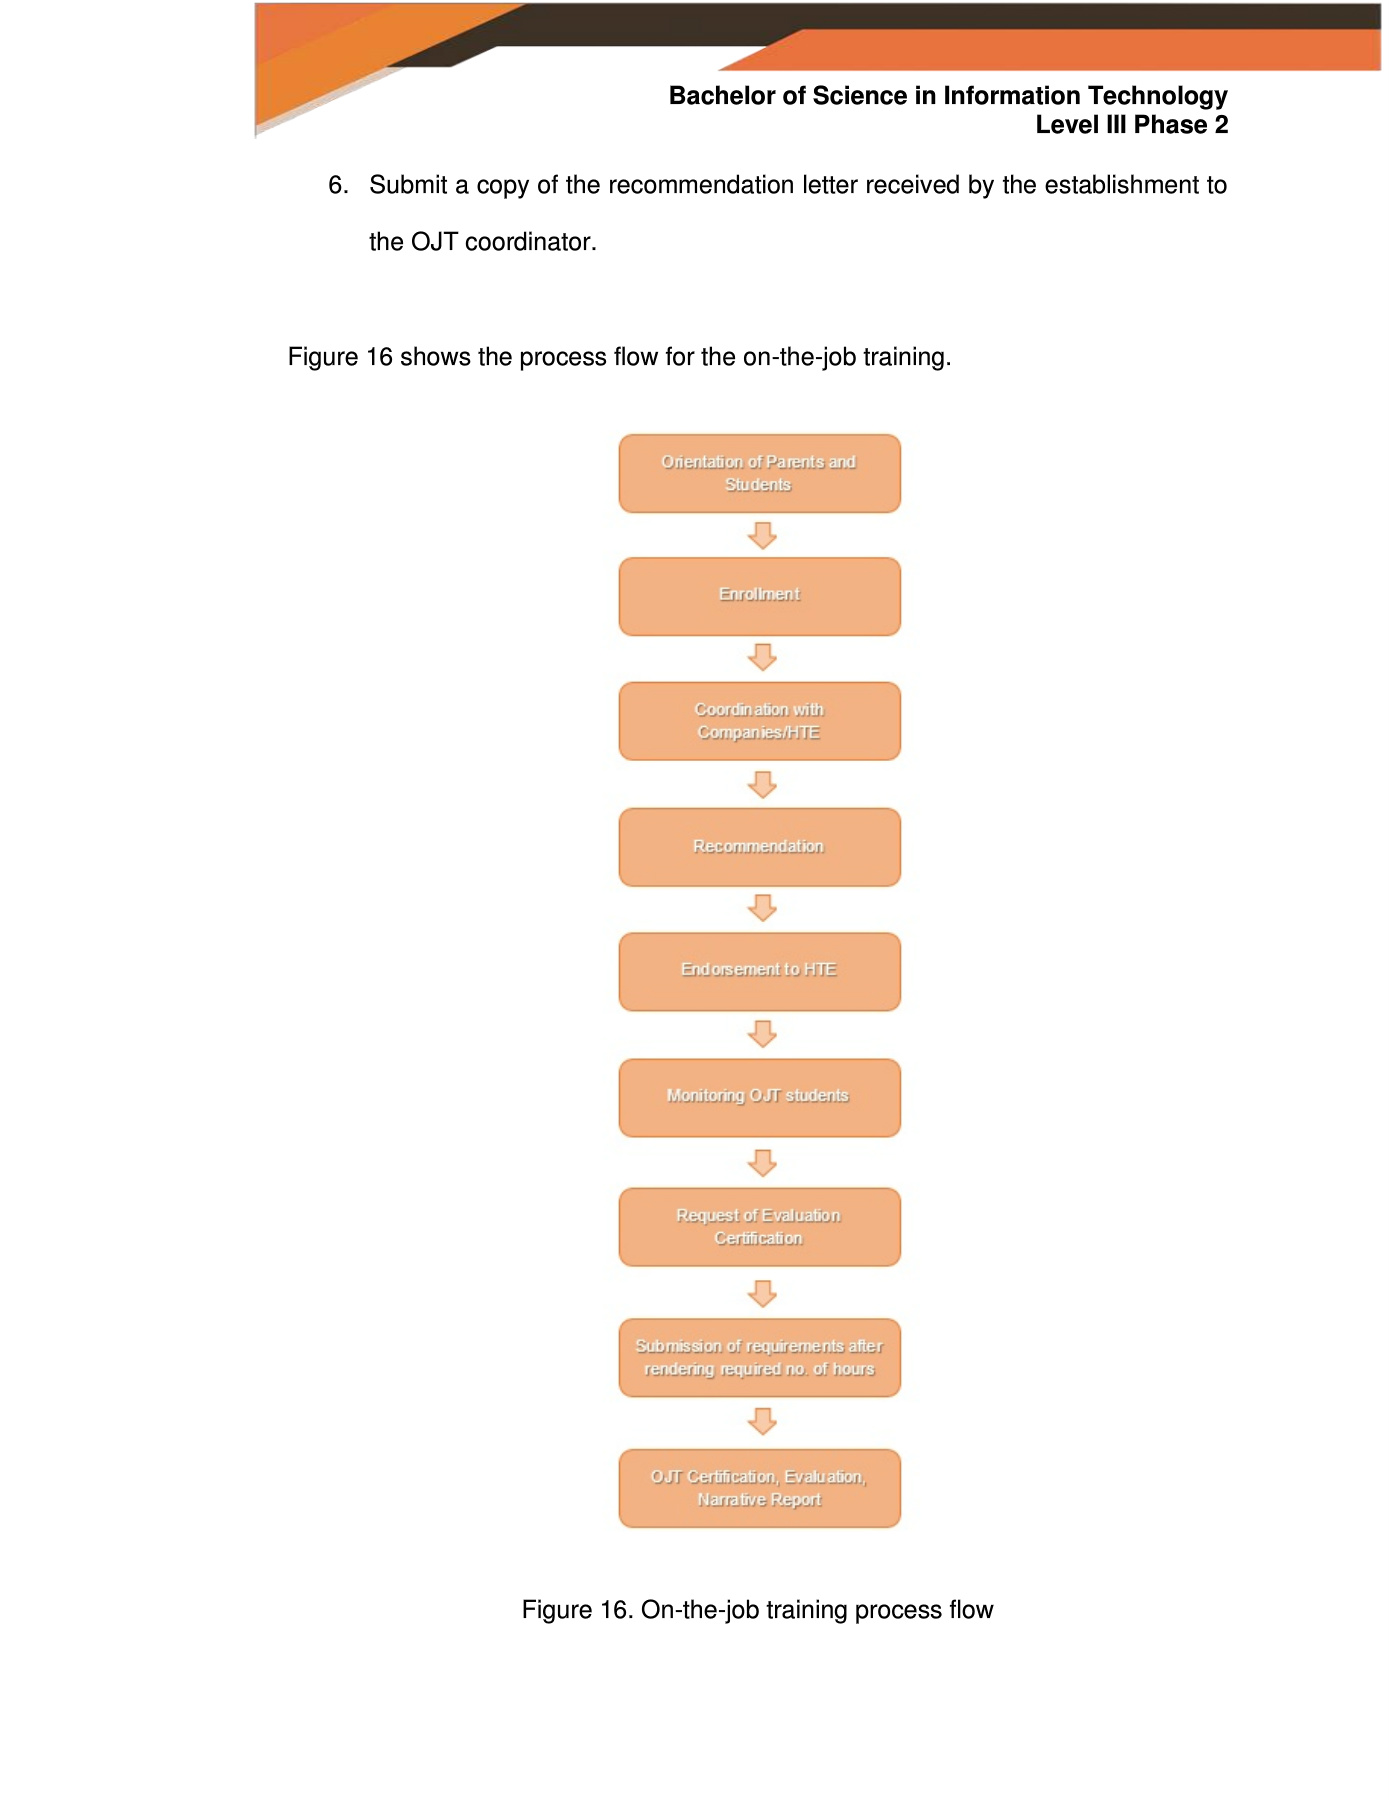 Bachelor of Science in Information Technology
Level III Phase 2
6. Submit a copy of the recommendation letter received by the establishment to
the OJT coordinator.
Figure 16 shows the process flow for the on-the-job training.
Orientation of Parents and
Students
Enrollment
Coordination with
Companies/HTE
Recommendation
Endorsement to HTE
Monitoring OJT students
Request of Evaluation
Certification
Submission of requirements after
rendering required no. of hours
OJT Certification, Evaluation,
Narrative Report
Figure 16. On-the-job training process flow